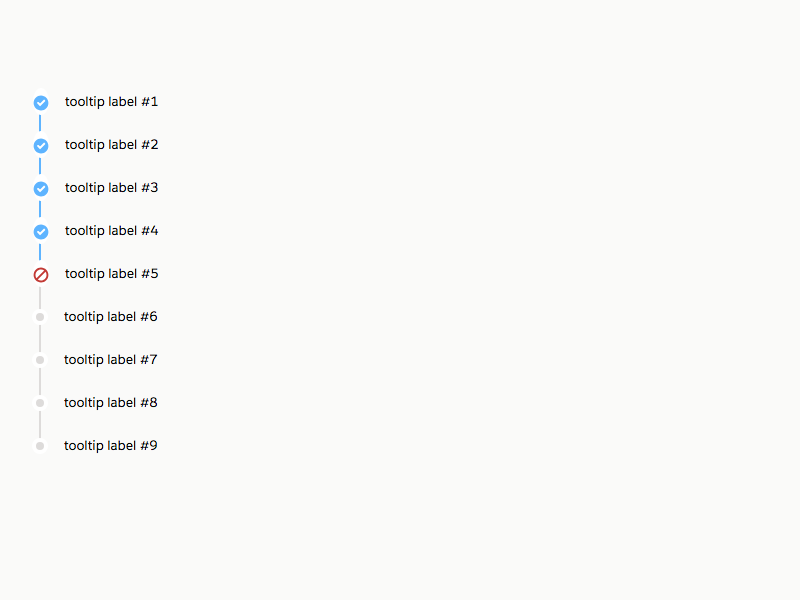 tooltip label #1
tooltip label #2
tooltip label #3
tooltip label #4
tooltip label #5
tooltip label #6
tooltip label #7
tooltip label #8
tooltip label #9